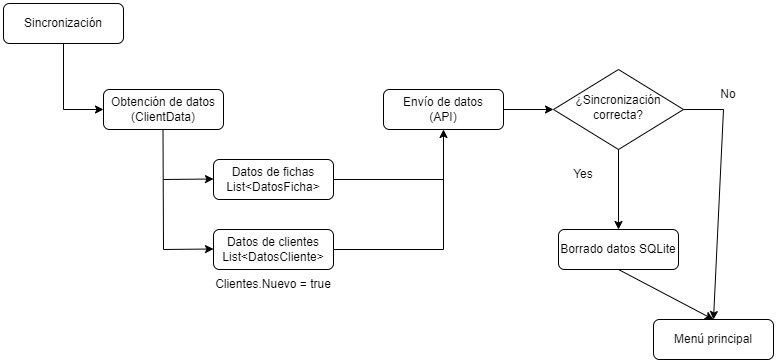 Sincronización
Obtención de datos
(ClientData)
Datos de fichas
List<DatosFicha>
Datos de clientes
List<DatosCliente>
Clientes.Nuevo = true
Envío de datos
(API)
¿Sincronización
correcta?
No
Yes
Borrado datos SQLite
Menú principal